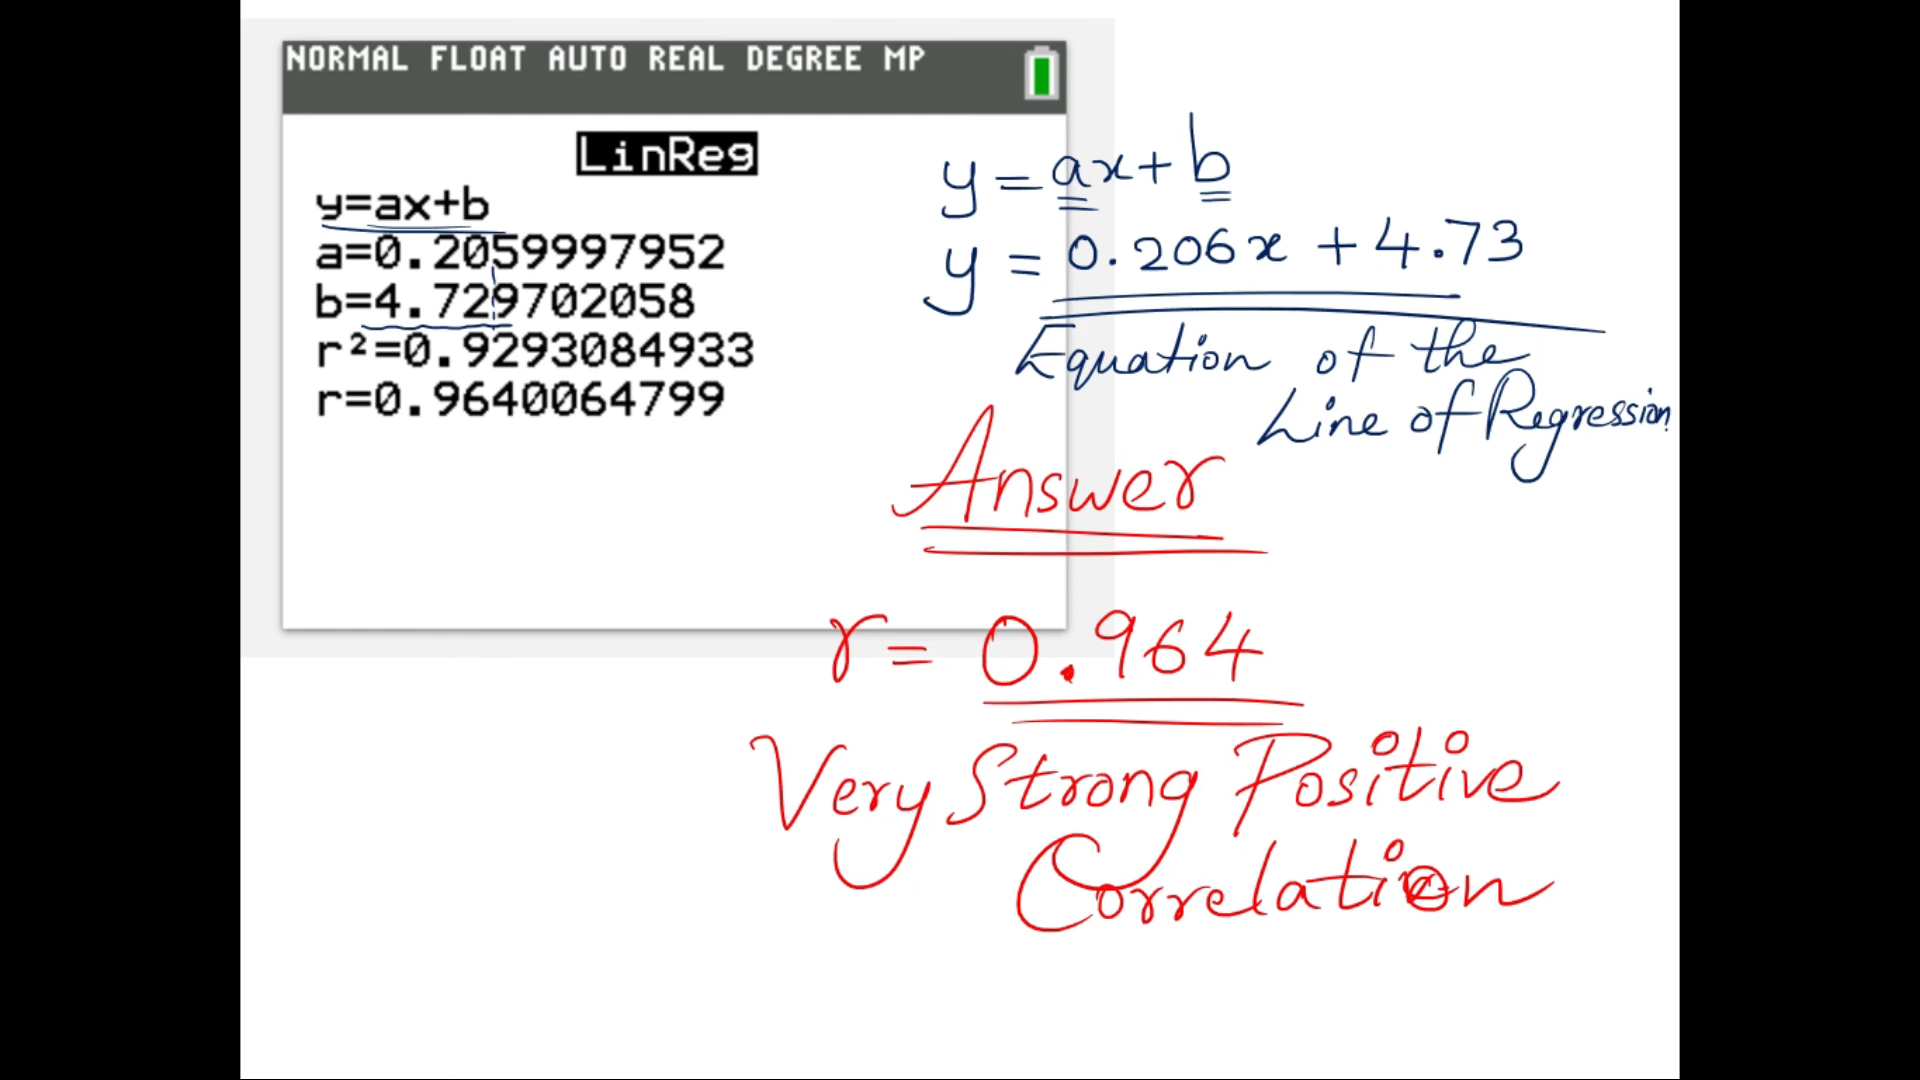 NORMAL FLOAT AUTO REAL DEGREE MP
LinReg
y=ax+b
a=0.2059997952
b=4.729702058
r²=0.9293084933
r=0.9640064799
y=ax+b
y=0.206x+4.73
Equation of the
Line of Regression
Answer
r=0.964
Very Strong Positive
Correlation